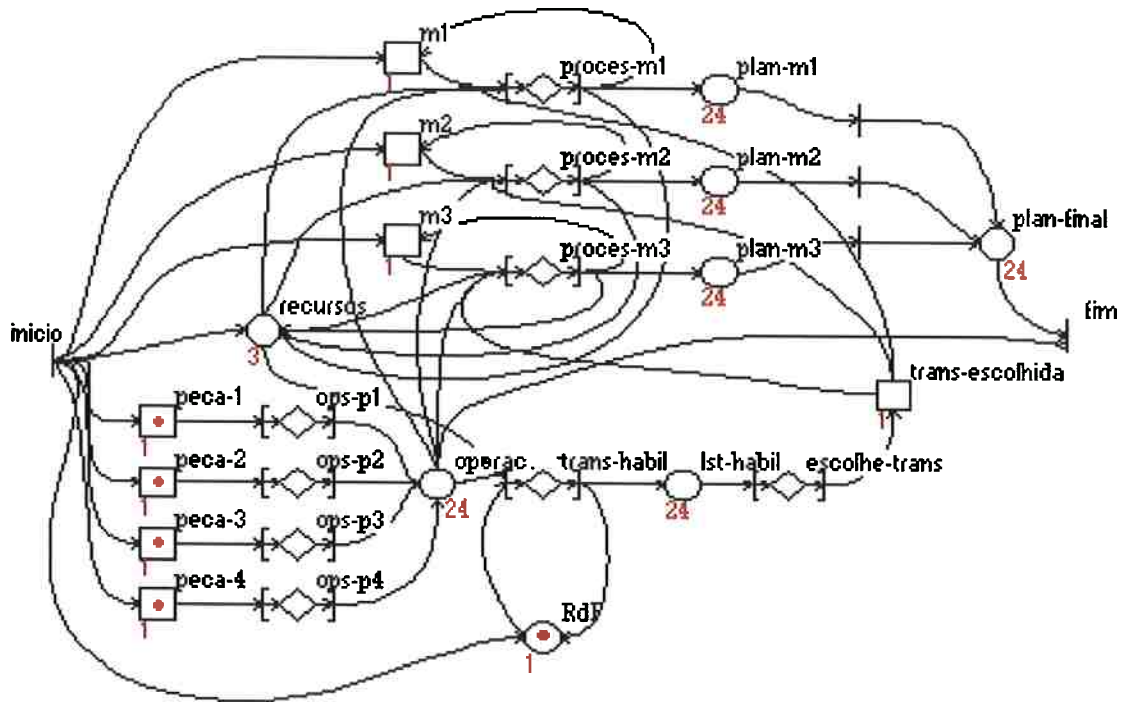 m1
1
proces-m1
plan-m1
24
m2
1
proces-m2
plan-m2
24
m3
1
proces-m3
plan-m3
24
plan-final
24
recursos
3
inicio
fim
trans-escolhida
1
peca-1
1
ops-p1
peca-2
1
ops-p2
peca-3
1
ops-p3
peca-4
1
ops-p4
operac.
24
trans-habil
lst-habil
24
escolhe-trans
RdF
1